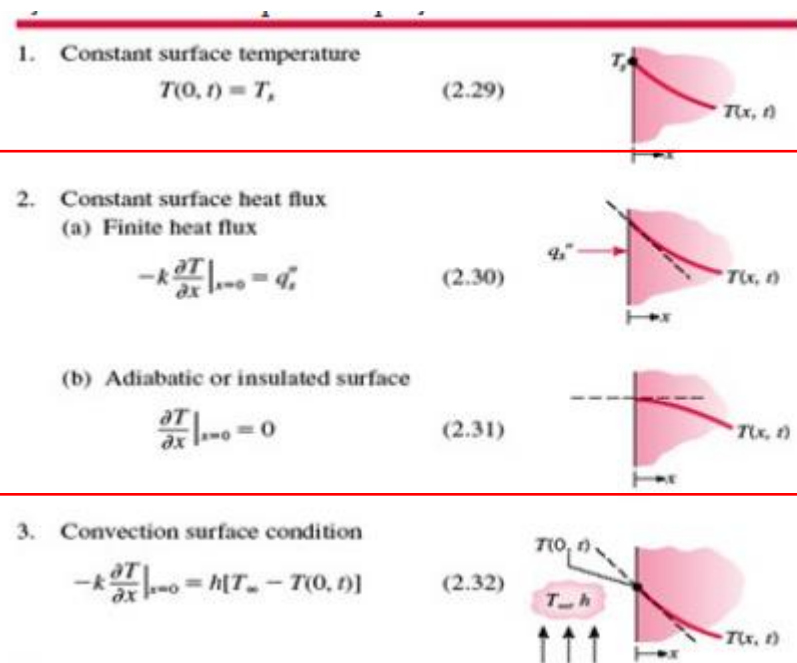 1. Constant surface temperature
T(0, t) = Tₛ (2.29)
Tₛ
T(x, t)
x
2. Constant surface heat flux
(a) Finite heat flux
−k ∂T/∂x |ₓ₌₀ = qₛ″ (2.30)
qₛ″
T(x, t)
x
(b) Adiabatic or insulated surface
∂T/∂x |ₓ₌₀ = 0 (2.31)
T(x, t)
x
3. Convection surface condition
−k ∂T/∂x |ₓ₌₀ = h[T∞ − T(0, t)] (2.32)
T(0, t)
T∞, h
T(x, t)
x